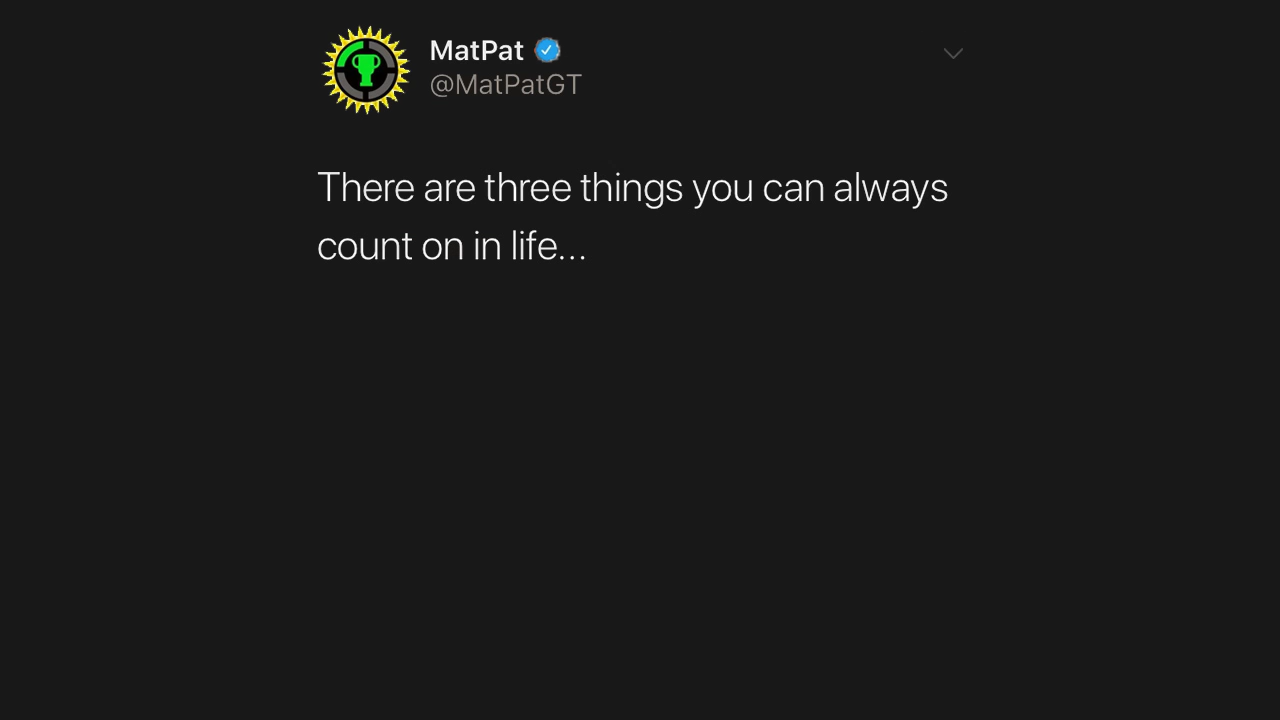 MatPat
@MatPatGT
There are three things you can always
count on in life...